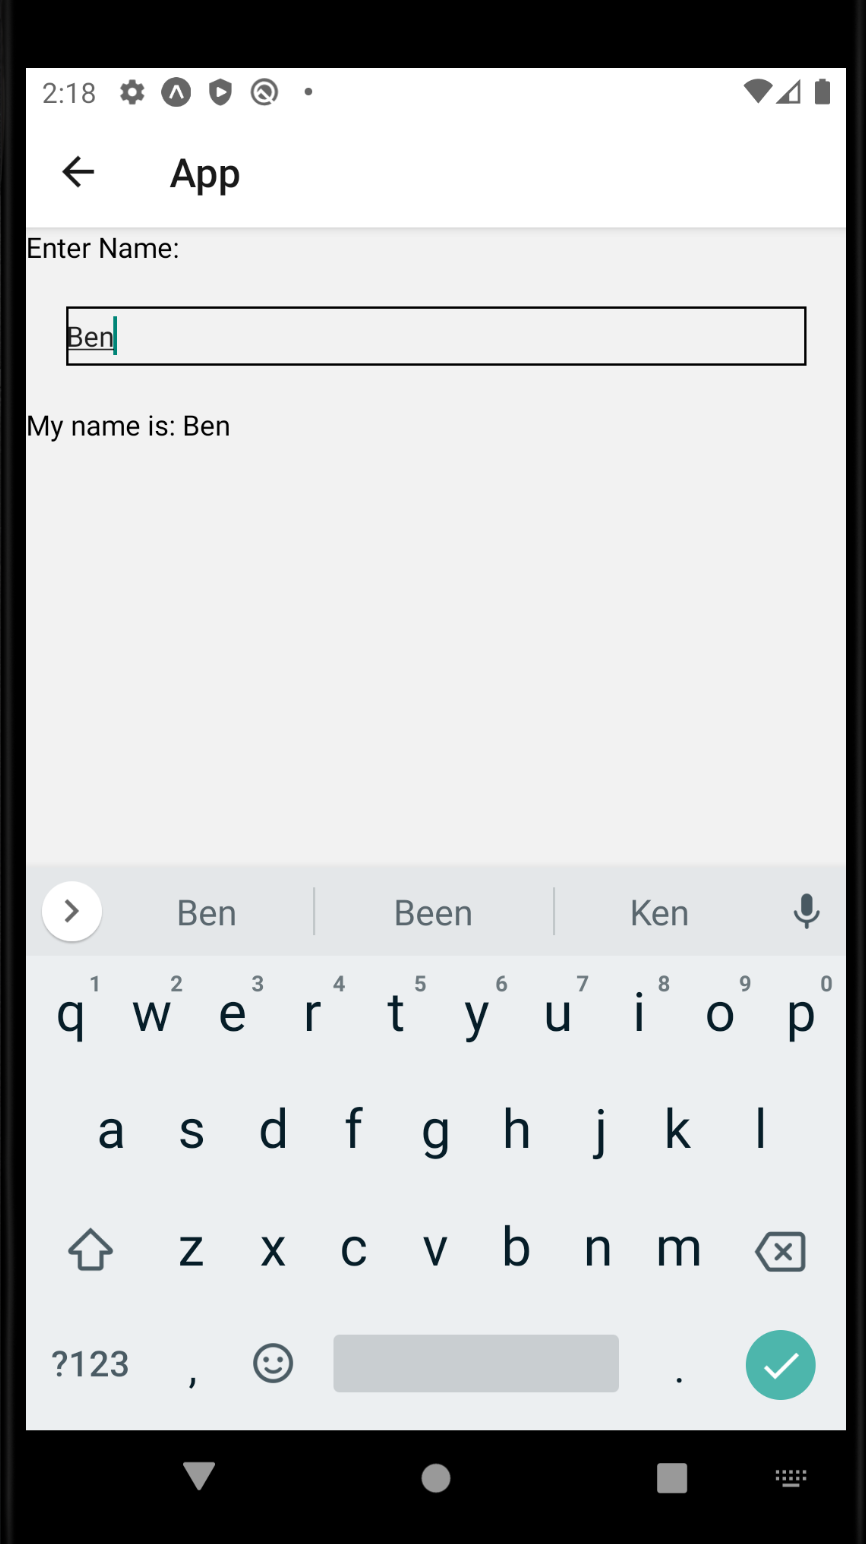 2:18
App
Enter Name:
Ben
My name is: Ben
Ben Been Ken
1 2 3 4 5 6 7 8 9 0
q w e r t y u i o p
a s d f g h j k l
z x c v b n m
?123 , .